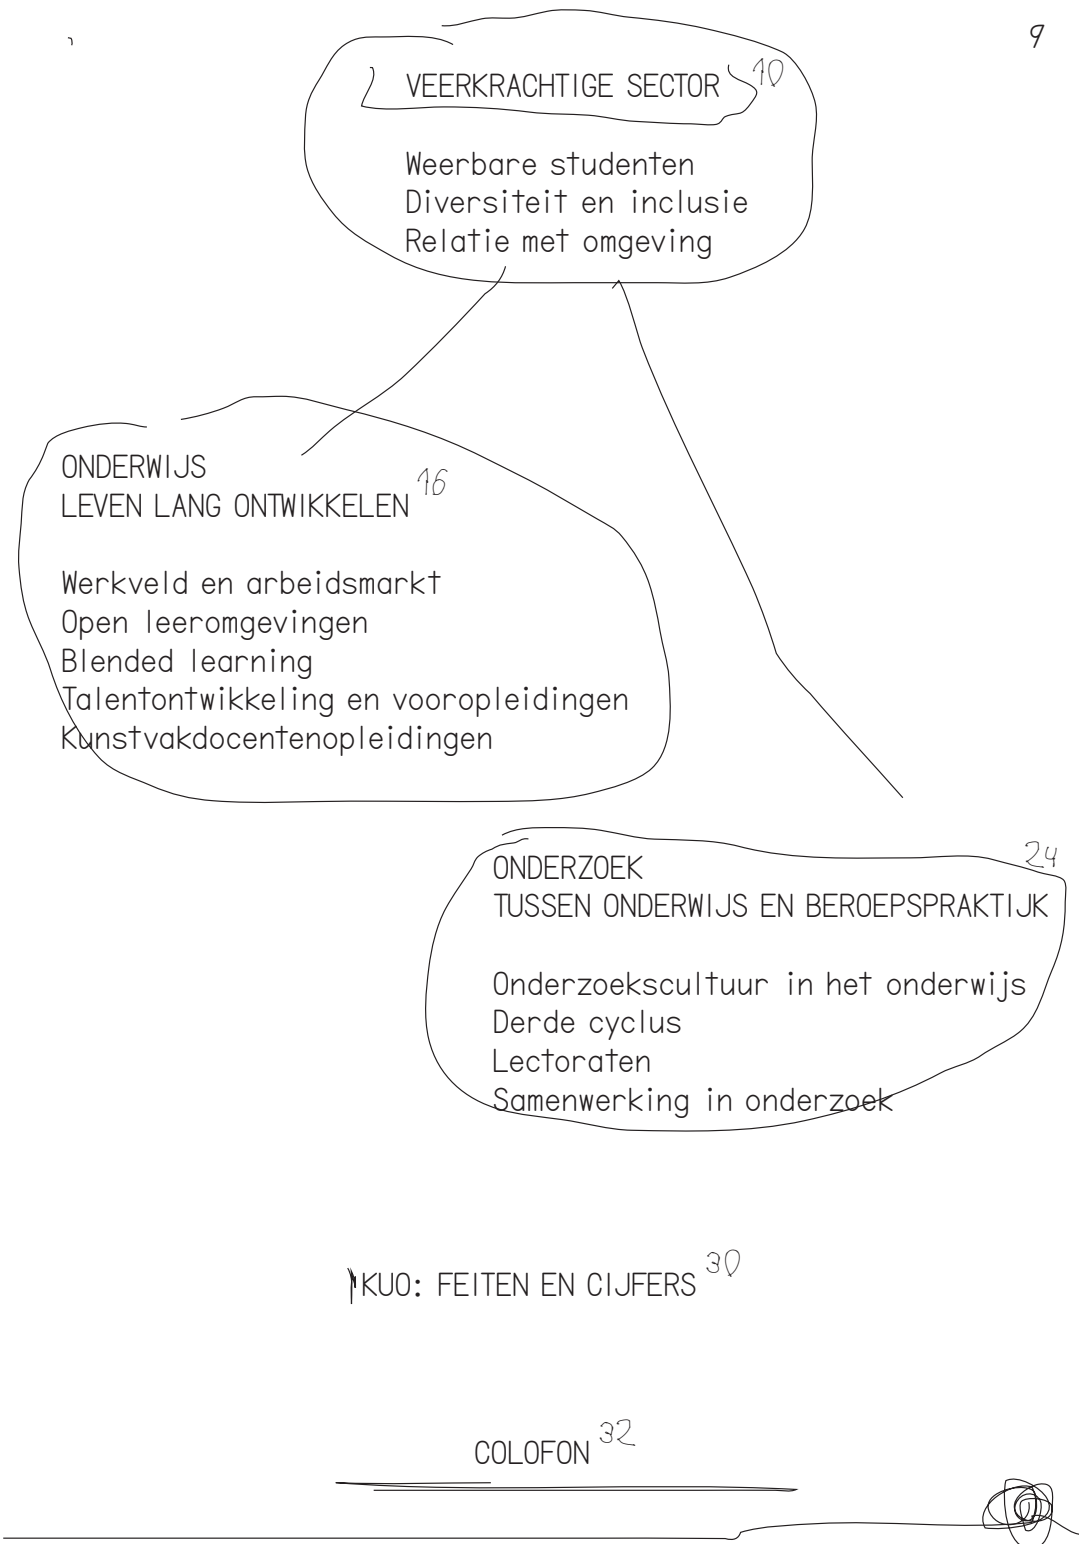 9
VEERKRACHTIGE SECTOR 10
Weerbare studenten
Diversiteit en inclusie
Relatie met omgeving
ONDERWIJS
LEVEN LANG ONTWIKKELEN 16
Werkveld en arbeidsmarkt
Open leeromgevingen
Blended learning
Talentontwikkeling en vooropleidingen
Kunstvakdocentenopleidingen
ONDERZOEK 24
TUSSEN ONDERWIJS EN BEROEPSPRAKTIJK
Onderzoekscultuur in het onderwijs
Derde cyclus
Lectoraten
Samenwerking in onderzoek
KUO: FEITEN EN CIJFERS 30
COLOFON 32